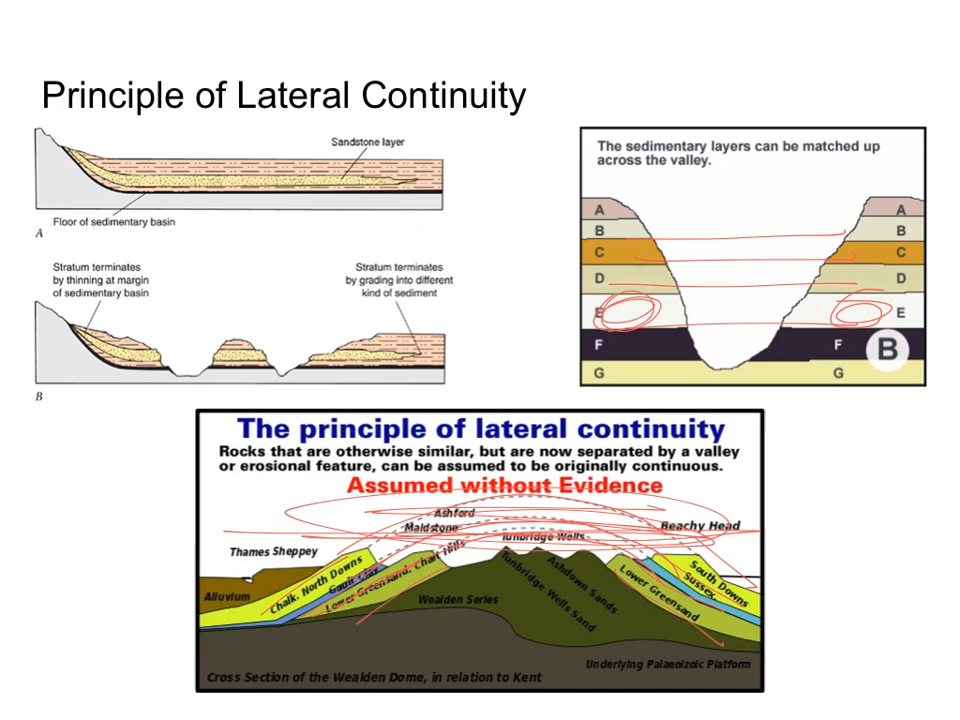 Principle of Lateral Continuity
Sandstone layer
Floor of sedimentary basin
A
Stratum terminates
by thinning at margin
of sedimentary basin
Stratum terminates
by grading into different
kind of sediment
B
The sedimentary layers can be matched up
across the valley.
A A
B B
C C
D D
E E
F F
G G
B
The principle of lateral continuity
Rocks that are otherwise similar, but are now separated by a valley
or erosional feature, can be assumed to be originally continuous.
Assumed without Evidence
Ashford
Maidstone
Tunbridge Wells
Beachy Head
Thames Sheppey
Alluvium
Chalk. North Downs
Gault Clay
Lower Greensand. Chart Hills
Wealden Series
Tunbridge Wells Sand
Ashdown Sands
Lower Greensand
South Downs
Sussex
Underlying Palaeolzoic Platform
Cross Section of the Wealden Dome, in relation to Kent